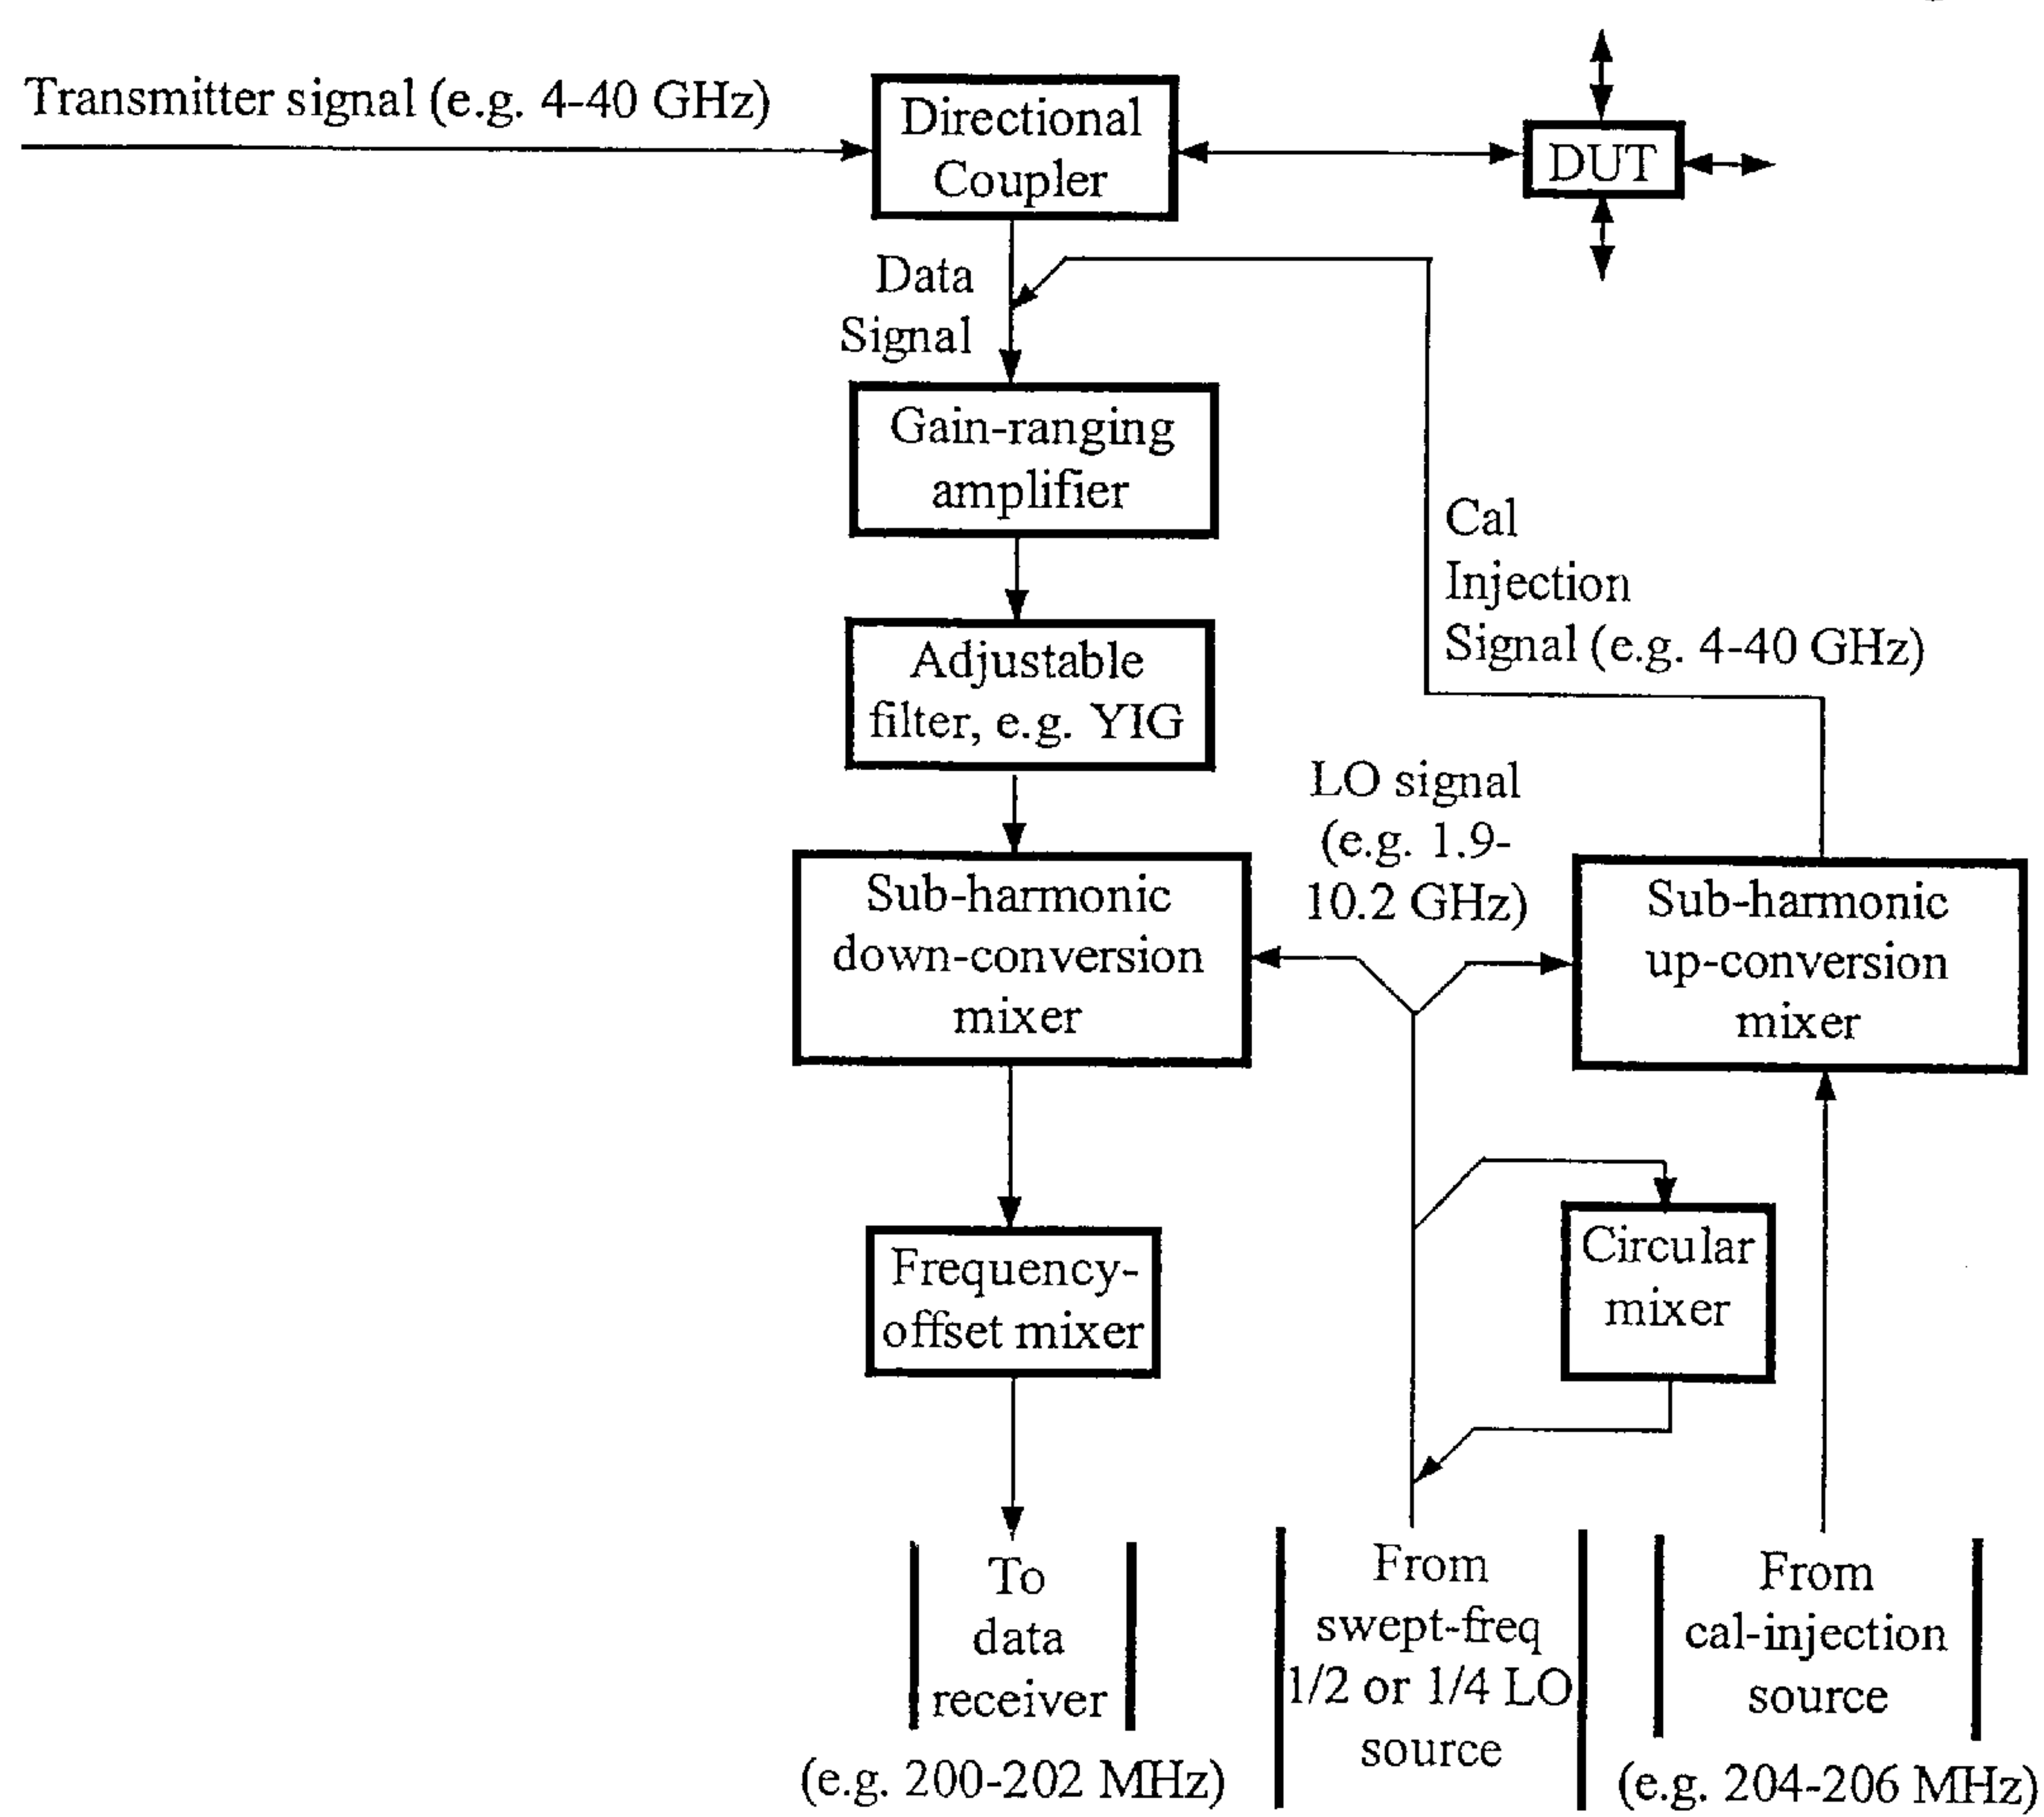 Transmitter signal (e.g. 4-40 GHz)
Directional
Coupler
DUT
Data
Signal
Gain-ranging
amplifier
Cal
Injection
Signal (e.g. 4-40 GHz)
Adjustable
filter, e.g. YIG
LO signal
(e.g. 1.9-
10.2 GHz)
Sub-harmonic
down-conversion
mixer
Sub-harmonic
up-conversion
mixer
Circular
mixer
Frequency-
offset mixer
To
data
receiver
(e.g. 200-202 MHz)
From
swept-freq
1/2 or 1/4 LO
source
From
cal-injection
source
(e.g. 204-206 MHz)